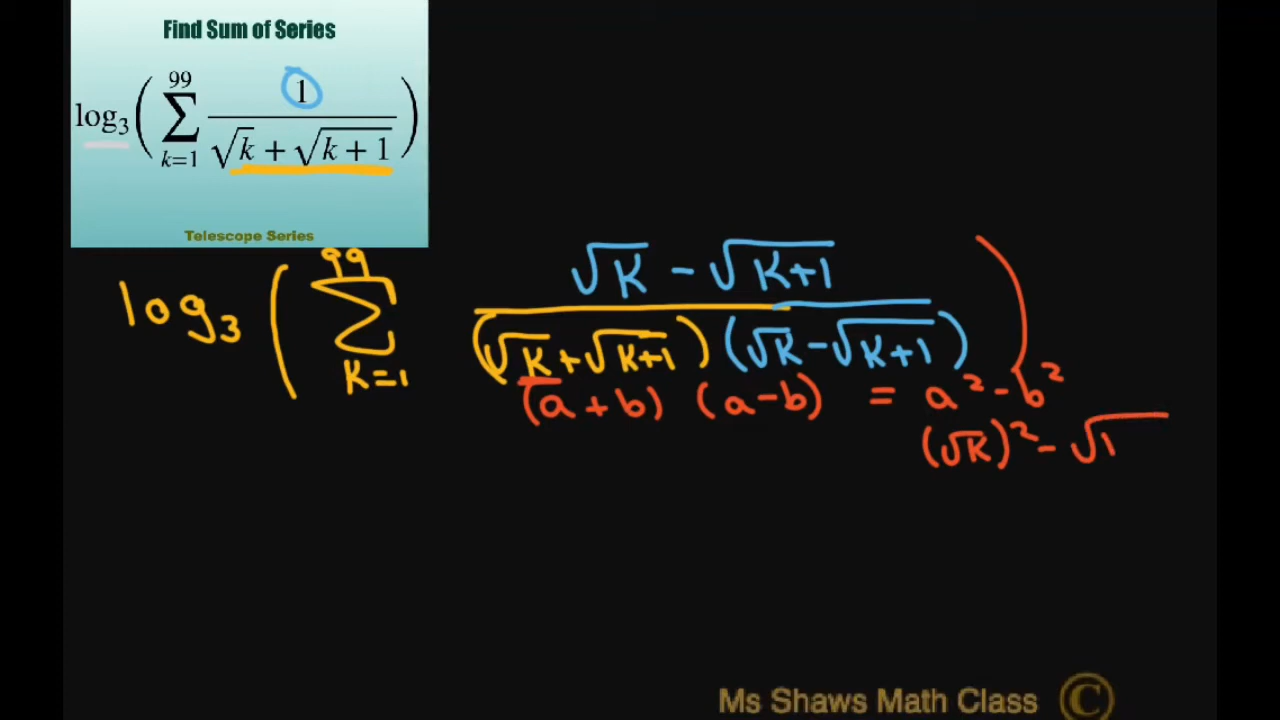 Find Sum of Series
log₃( ∑ k=1 99 1 / (√k + √(k + 1)) )
Telescope Series
log₃ ( ∑ K=1 99 (√K − √(K+1)) / ((√K + √(K+1)) (√K − √(K+1))) )
(a + b) (a − b) = a² − b²
(√K)² − √1
Ms Shaws Math Class ©